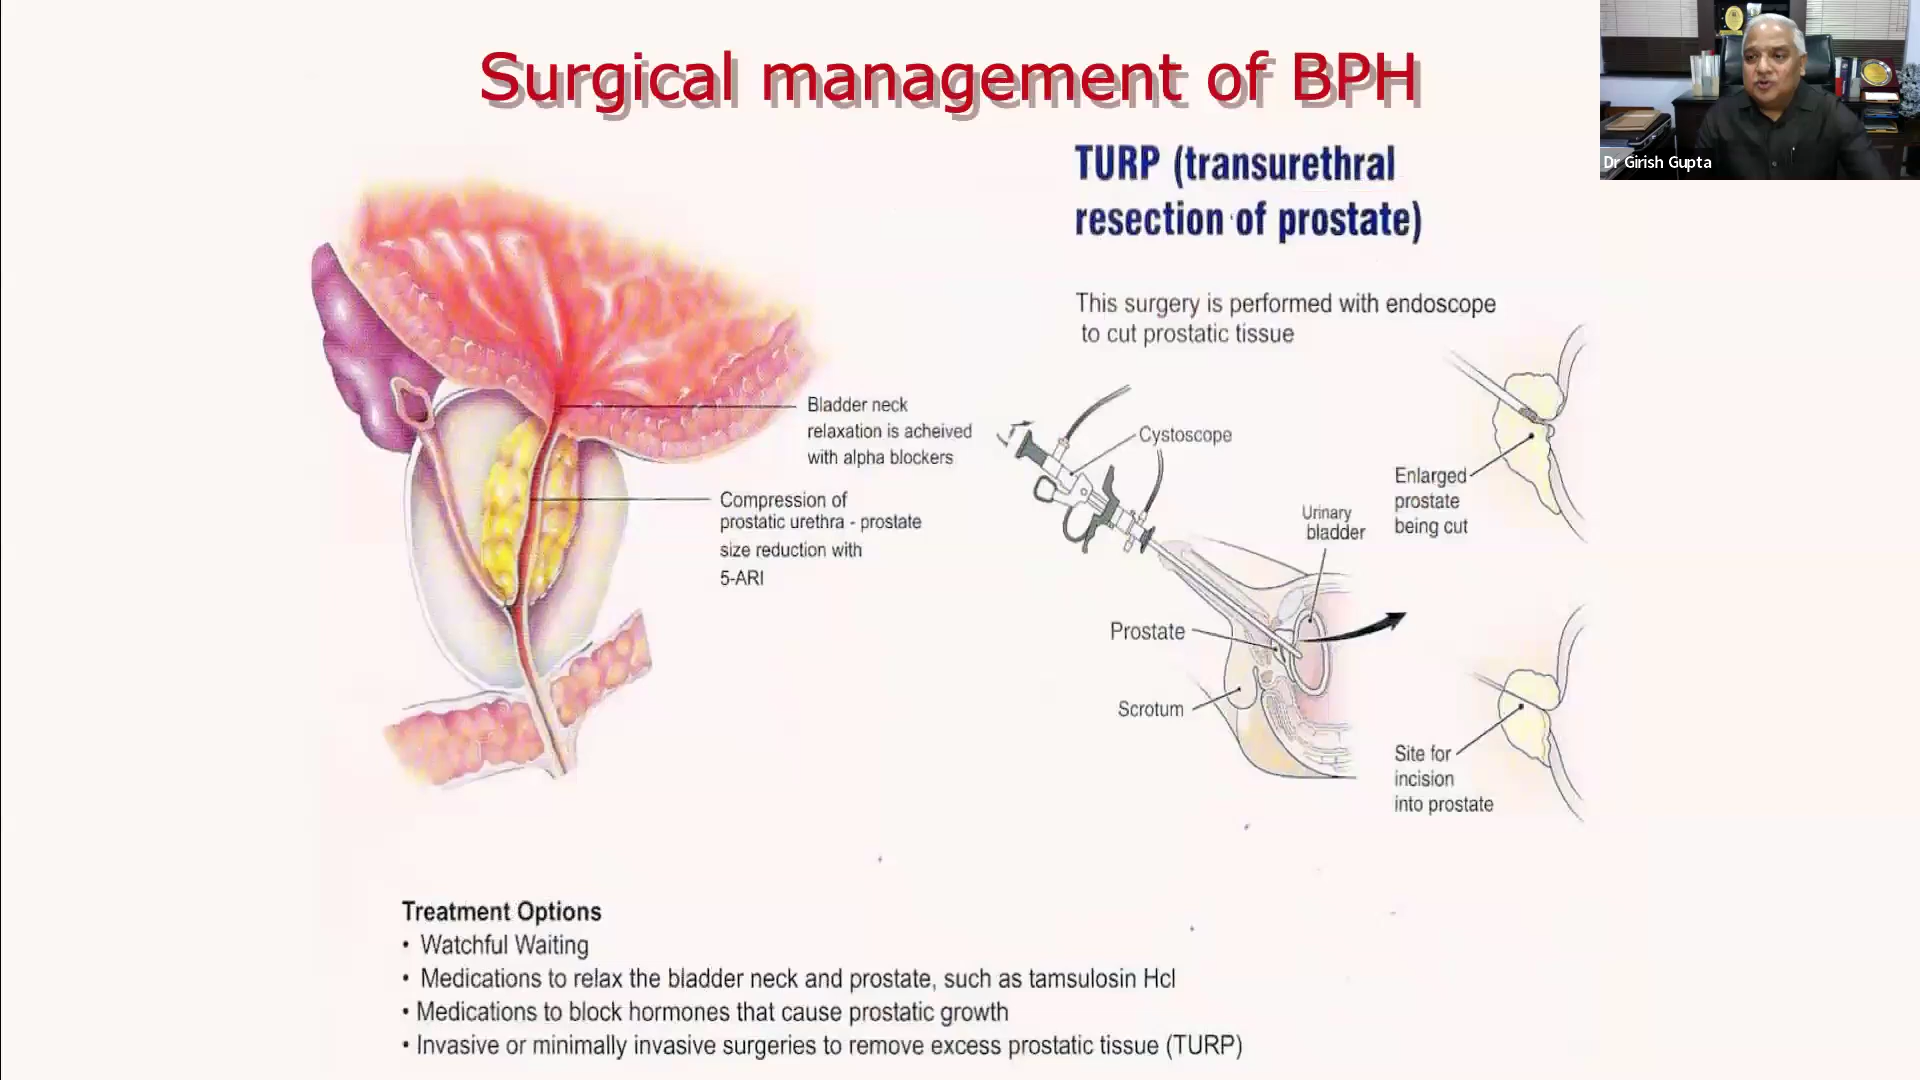 Surgical management of BPH
Dr Girish Gupta
TURP (transurethral
resection of prostate)
This surgery is performed with endoscope
to cut prostatic tissue
Bladder neck
relaxation is acheived
with alpha blockers
Compression of
prostatic urethra - prostate
size reduction with
5-ARI
Cystoscope
Urinary
bladder
Enlarged
prostate
being cut
Prostate
Scrotum
Site for
incision
into prostate
Treatment Options
• Watchful Waiting
• Medications to relax the bladder neck and prostate, such as tamsulosin Hcl
• Medications to block hormones that cause prostatic growth
• Invasive or minimally invasive surgeries to remove excess prostatic tissue (TURP)